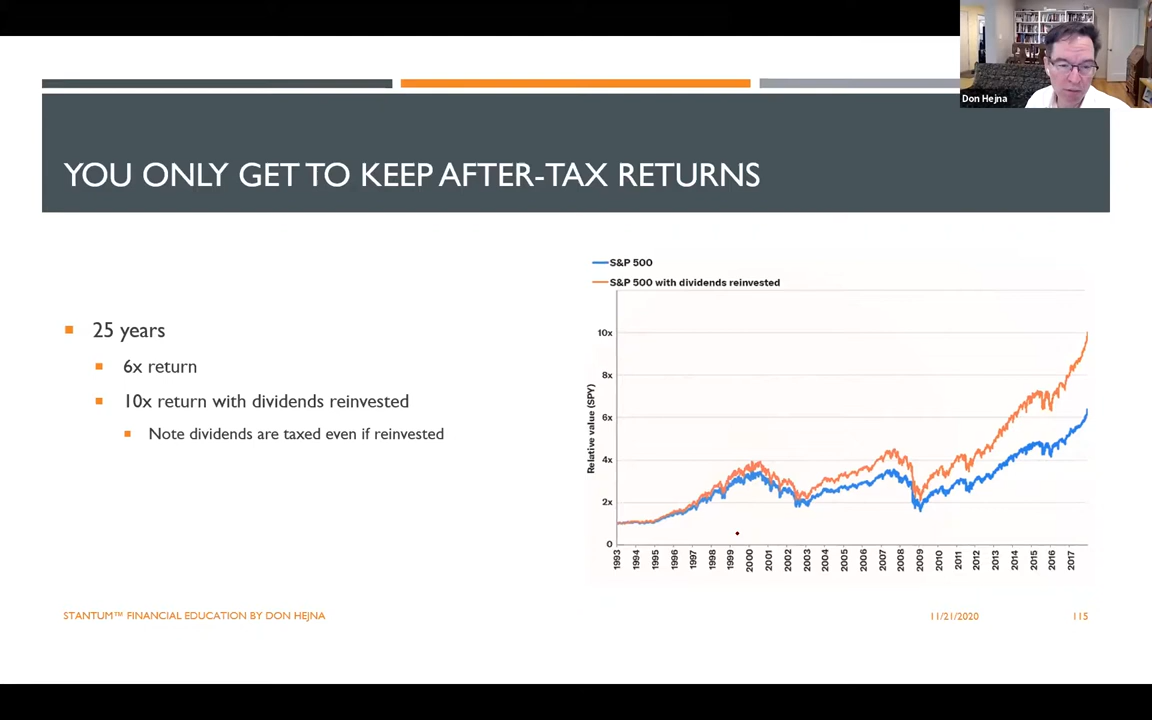 Don Hejna
YOU ONLY GET TO KEEP AFTER-TAX RETURNS
25 years
6x return
10x return with dividends reinvested
Note dividends are taxed even if reinvested
S&P 500
S&P 500 with dividends reinvested
Relative value (SPY)
10x
8x
6x
4x
2x
0
1993 1994 1995 1996 1997 1998 1999 2000 2001 2002 2003 2004 2005 2006 2007 2008 2009 2010 2011 2012 2013 2014 2015 2016 2017
STANTUM™ FINANCIAL EDUCATION BY DON HEJNA
11/21/2020
115